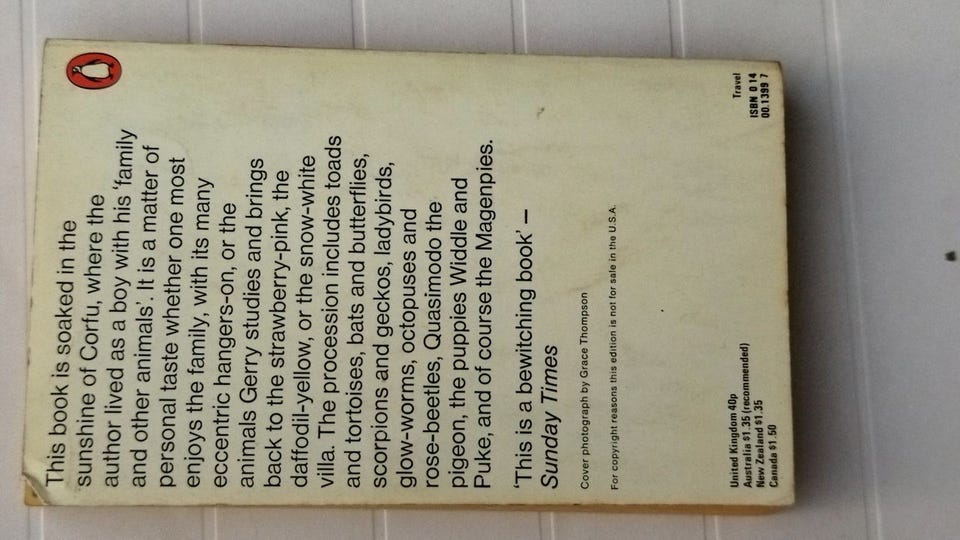 This book is soaked in the
sunshine of Corfu, where the
author lived as a boy with his 'family
and other animals'. It is a matter of
personal taste whether one most
enjoys the family, with its many
eccentric hangers-on, or the
animals Gerry studies and brings
back to the strawberry-pink, the
daffodil-yellow, or the snow-white
villa. The procession includes toads
and tortoises, bats and butterflies,
scorpions and geckos, ladybirds,
glow-worms, octopuses and
rose-beetles, Quasimodo the
pigeon, the puppies Widdle and
Puke, and of course the Magenpies.
'This is a bewitching book' –
Sunday Times
Cover photograph by Grace Thompson
For copyright reasons this edition is not for sale in the U.S.A.
United Kingdom 40p
Australia $1.35 (recommended)
New Zealand $1.35
Canada $1.50
Travel
ISBN 0 14
00.1399 7